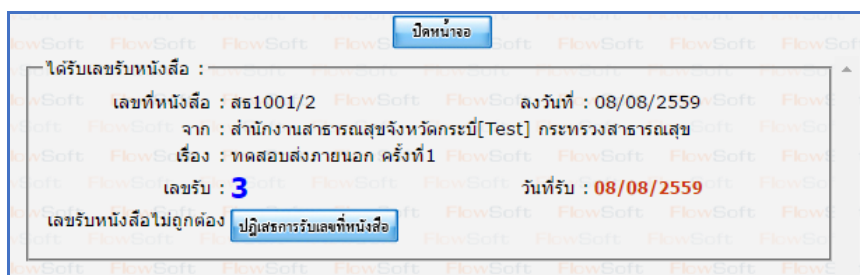 ปิดหน้าจอ
ได้รับเลขรับหนังสือ :
เลขที่หนังสือ : สธ1001/2 ลงวันที่ : 08/08/2559
จาก : สำนักงานสาธารณสุขจังหวัดกระบี่[Test] กระทรวงสาธารณสุข
เรื่อง : ทดสอบส่งภายนอก ครั้งที่1
เลขรับ : 3 วันที่รับ : 08/08/2559
เลขรับหนังสือไม่ถูกต้อง ปฏิเสธการรับเลขที่หนังสือ